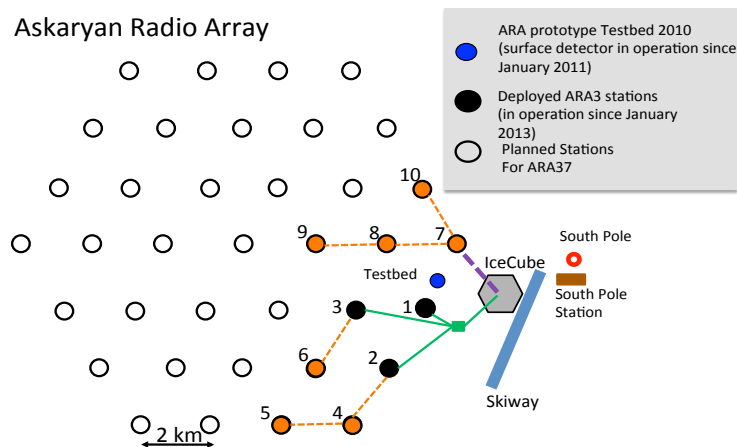 Askaryan Radio Array
ARA prototype Testbed 2010
(surface detector in operation since
January 2011)
Deployed ARA3 stations
(in operation since January
2013)
Planned Stations
For ARA37
10
9
8
7
South Pole
IceCube
Testbed
South Pole
Station
3
1
2
6
Skiway
5
4
2 km